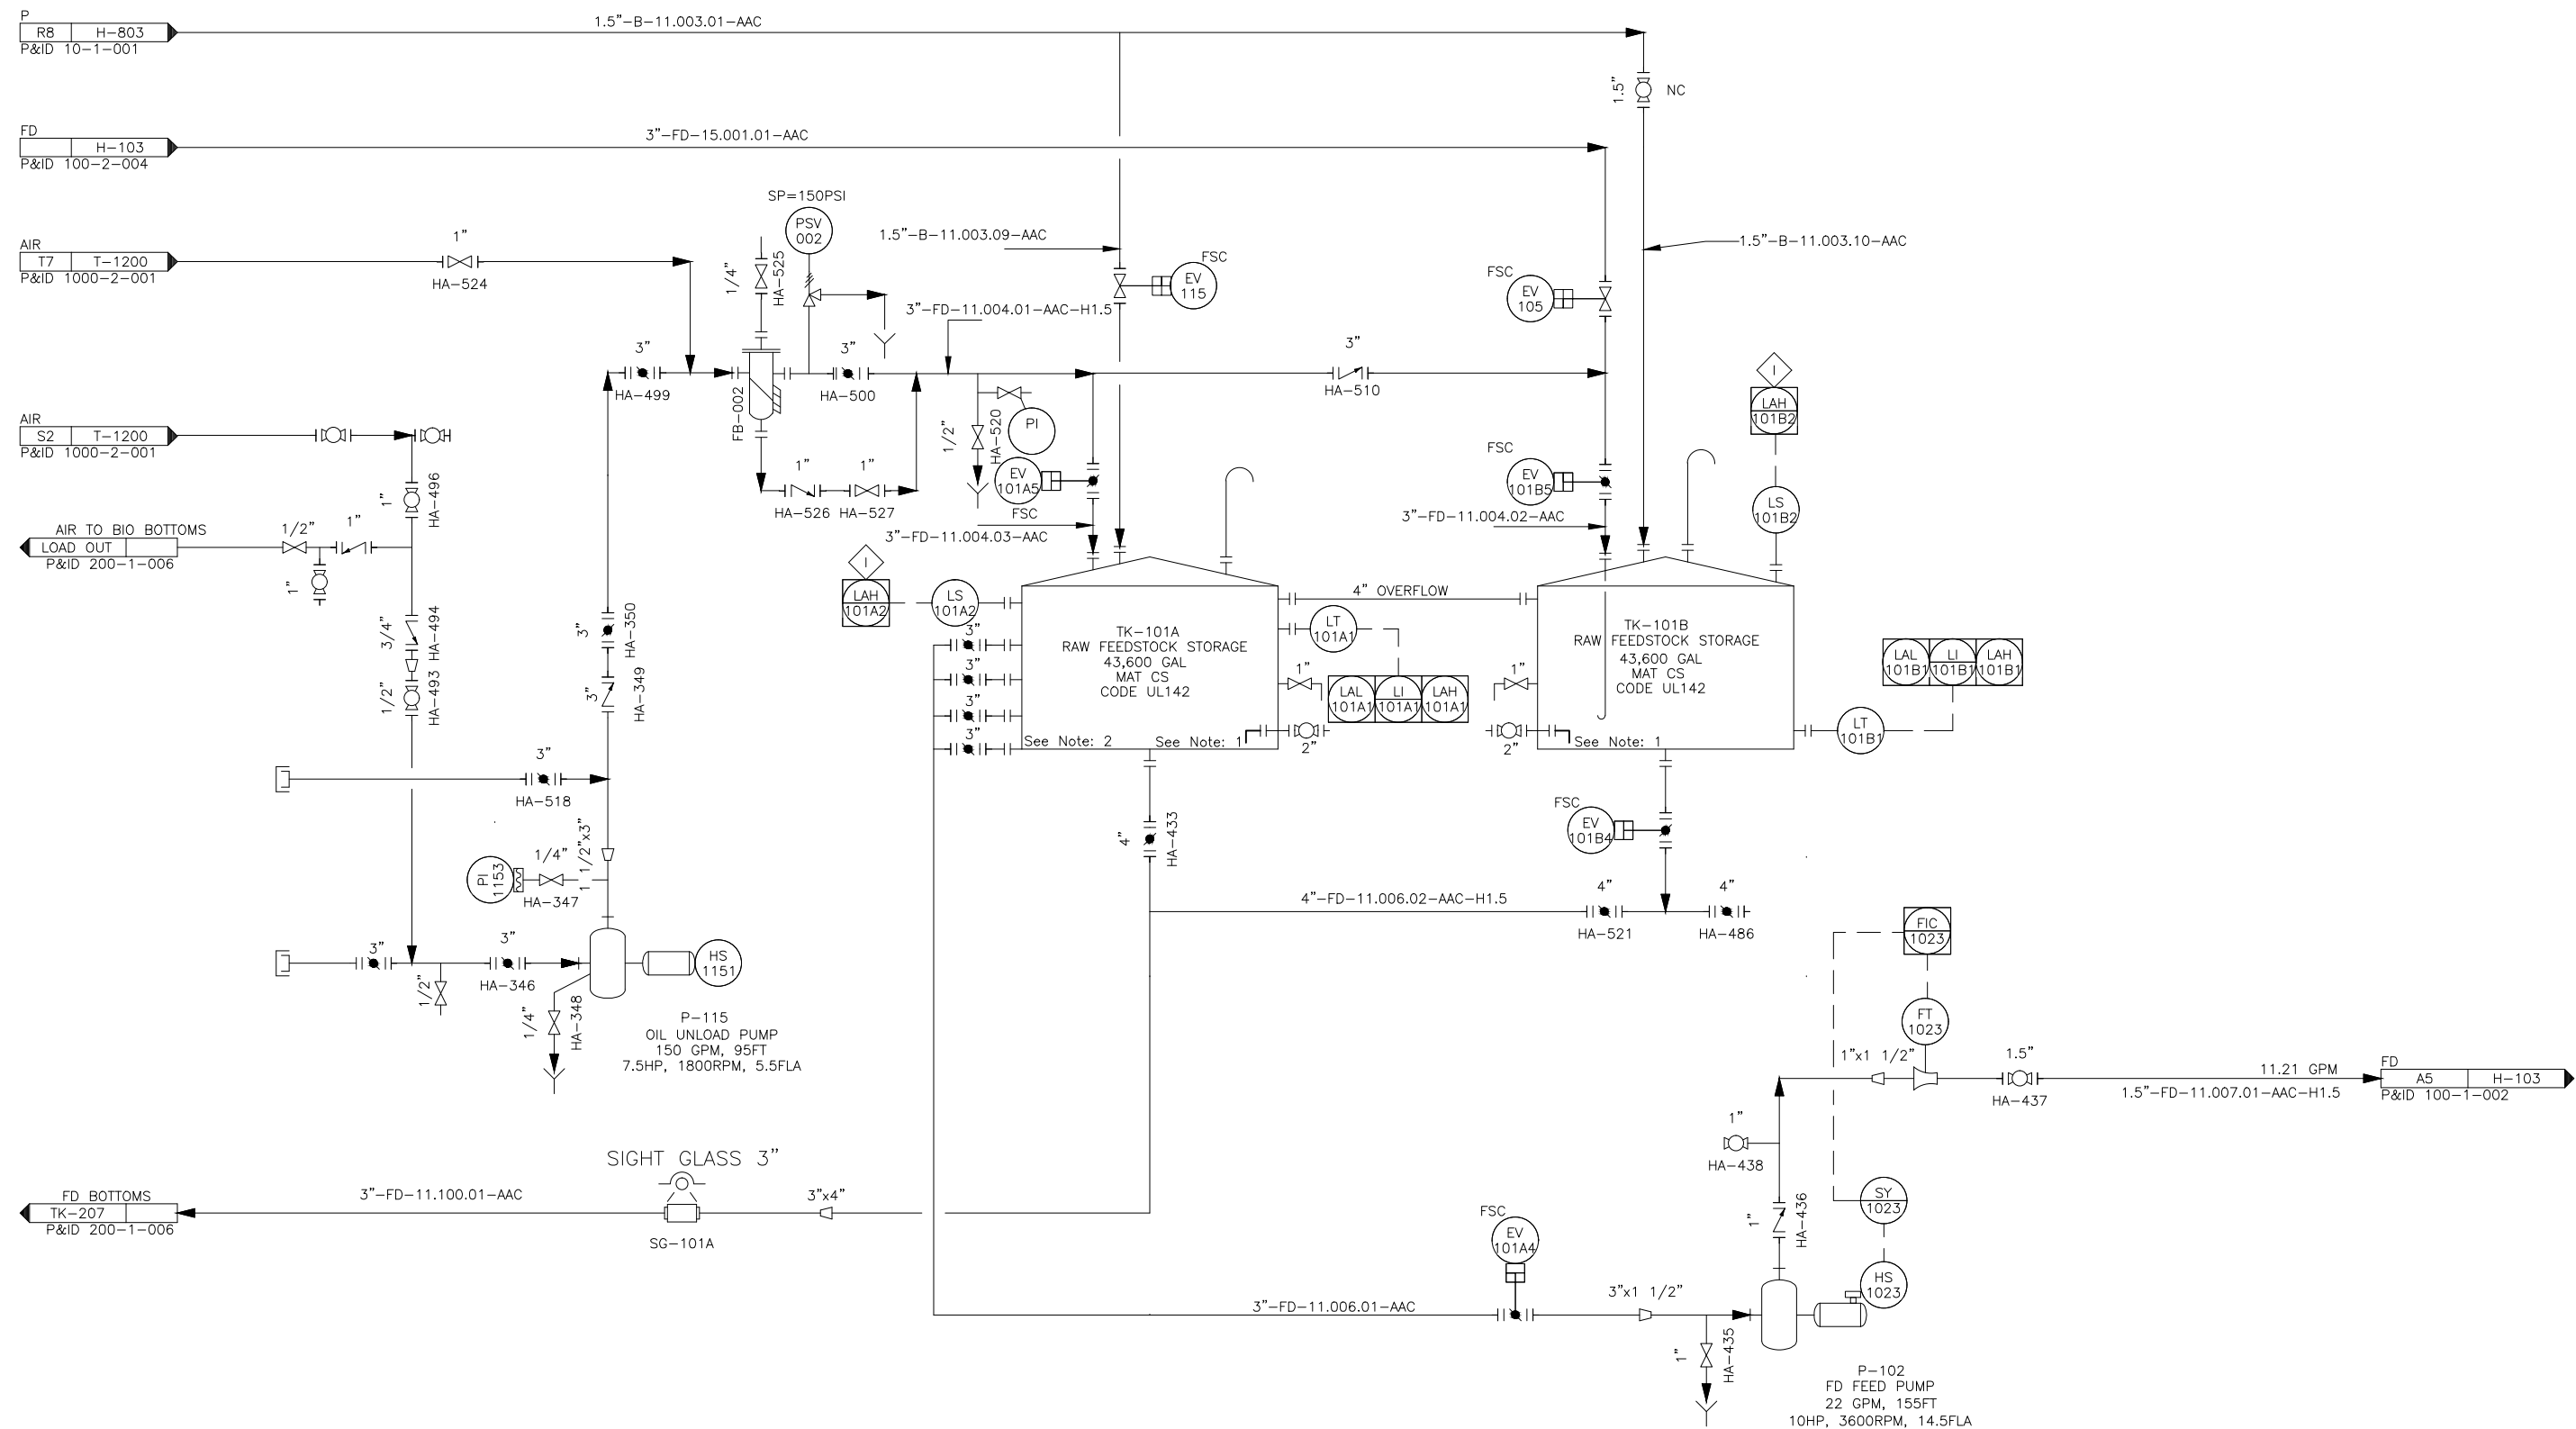 P
R8 H-803
P&ID 10-1-001
1.5"-B-11.003.01-AAC
1.5"
NC
FD
H-103
P&ID 100-2-004
3"-FD-15.001.01-AAC
AIR
T7 T-1200
P&ID 1000-2-001
1"
HA-524
SP=150PSI
PSV
002
1/4"
HA-525
1.5"-B-11.003.09-AAC
FSC
EV
115
3"-FD-11.004.01-AAC-H1.5
FSC
EV
105
1.5"-B-11.003.10-AAC
3"
HA-499
FB-002
3"
HA-500
3"
HA-510
1"
HA-526
1"
HA-527
1/2"
HA-520
PI
EV
101A5
FSC
3"-FD-11.004.03-AAC
FSC
EV
101B5
3"-FD-11.004.02-AAC
I
LAH
101B2
LS
101B2
AIR
S2 T-1200
P&ID 1000-2-001
1"
HA-496
AIR TO BIO BOTTOMS
LOAD OUT
P&ID 200-1-006
1/2"
1"
1"
3/4"
HA-494
1/2"
HA-493
3"
HA-350
3"
HA-349
I
LAH
101A2
LS
101A2
3"
3"
3"
3"
TK-101A
RAW FEEDSTOCK STORAGE
43,600 GAL
MAT CS
CODE UL142
See Note: 2
See Note: 1
4" OVERFLOW
LT
101A1
1"
LAL
101A1
LI
101A1
LAH
101A1
2"
1"
2"
TK-101B
RAW FEEDSTOCK STORAGE
43,600 GAL
MAT CS
CODE UL142
See Note: 1
LAL
101B1
LI
101B1
LAH
101B1
LT
101B1
3"
HA-518
1 1/2"x3"
PI
1153
1/4"
HA-347
4"
HA-433
FSC
EV
101B4
4"-FD-11.006.02-AAC-H1.5
4"
HA-521
4"
HA-486
3"
3"
HA-346
1/2"
1/4"
HA-348
HS
1151
P-115
OIL UNLOAD PUMP
150 GPM, 95FT
7.5HP, 1800RPM, 5.5FLA
FIC
1023
FT
1023
1"x1 1/2"
1.5"
HA-437
11.21 GPM
1.5"-FD-11.007.01-AAC-H1.5
FD
A5 H-103
P&ID 100-1-002
1"
HA-438
1"
HA-436
SY
1023
HS
1023
SIGHT GLASS 3"
FD BOTTOMS
TK-207
P&ID 200-1-006
3"-FD-11.100.01-AAC
SG-101A
3"x4"
FSC
EV
101A4
3"-FD-11.006.01-AAC
3"x1 1/2"
1"
HA-435
P-102
FD FEED PUMP
22 GPM, 155FT
10HP, 3600RPM, 14.5FLA